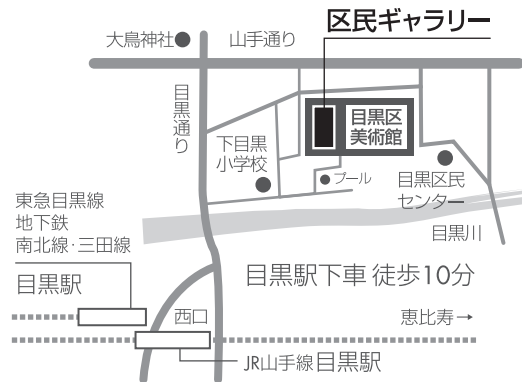 区民ギャラリー
大鳥神社
山手通り
目黒通り
目黒区
美術館
下目黒
小学校
プール
目黒区民
センター
東急目黒線
地下鉄
南北線・三田線
目黒川
目黒駅
目黒駅下車 徒歩10分
西口
恵比寿→
JR山手線目黒駅